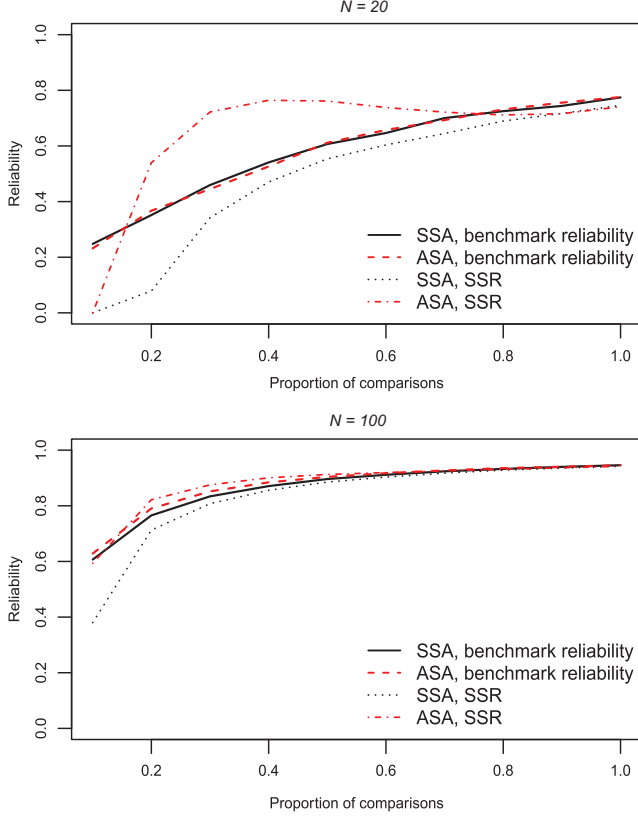 N = 20
1.0
0.8
0.6
0.4
0.2
0.0
Reliability
SSA, benchmark reliability
ASA, benchmark reliability
SSA, SSR
ASA, SSR
0.2 0.4 0.6 0.8 1.0
Proportion of comparisons
N = 100
1.0
0.8
0.6
0.4
0.2
0.0
Reliability
SSA, benchmark reliability
ASA, benchmark reliability
SSA, SSR
ASA, SSR
0.2 0.4 0.6 0.8 1.0
Proportion of comparisons